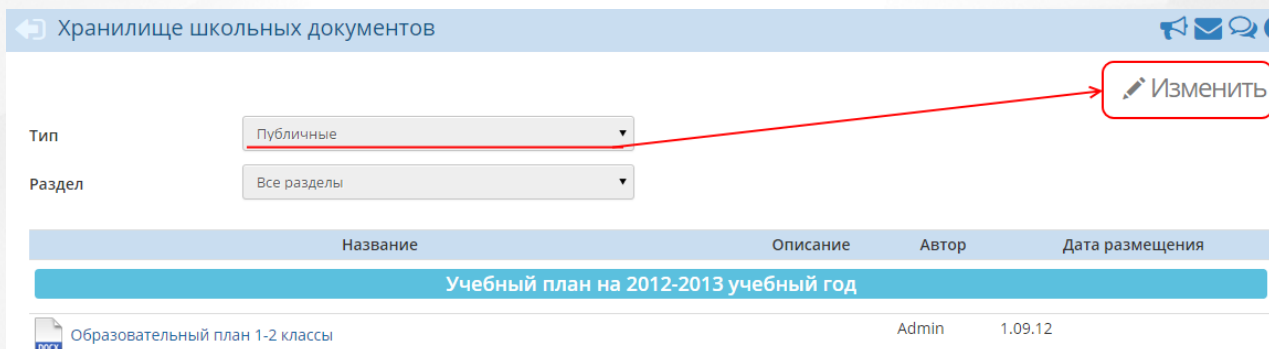 Хранилище школьных документов
Изменить
Тип Публичные
Раздел Все разделы
Название Описание Автор Дата размещения
Учебный план на 2012-2013 учебный год
Образовательный план 1-2 классы Admin 1.09.12
DOCX